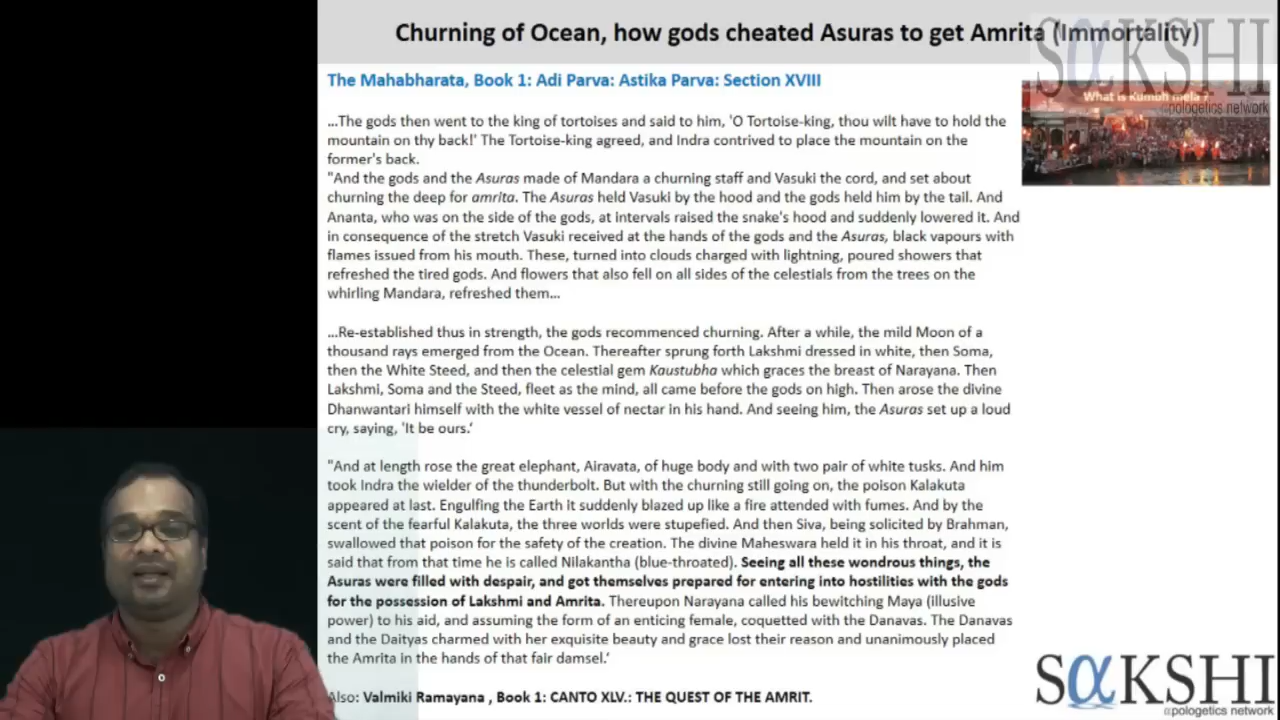 Churning of Ocean, how gods cheated Asuras to get Amrita (Immortality)
SαKSHI
αpologetics network
What is Kumbh mela ?
The Mahabharata, Book 1: Adi Parva: Astika Parva: Section XVIII
...The gods then went to the king of tortoises and said to him, 'O Tortoise-king, thou wilt have to hold the
mountain on thy back!' The Tortoise-king agreed, and Indra contrived to place the mountain on the
former's back.
"And the gods and the Asuras made of Mandara a churning staff and Vasuki the cord, and set about
churning the deep for amrita. The Asuras held Vasuki by the hood and the gods held him by the tail. And
Ananta, who was on the side of the gods, at intervals raised the snake's hood and suddenly lowered it. And
in consequence of the stretch Vasuki received at the hands of the gods and the Asuras, black vapours with
flames issued from his mouth. These, turned into clouds charged with lightning, poured showers that
refreshed the tired gods. And flowers that also fell on all sides of the celestials from the trees on the
whirling Mandara, refreshed them...
...Re-established thus in strength, the gods recommenced churning. After a while, the mild Moon of a
thousand rays emerged from the Ocean. Thereafter sprung forth Lakshmi dressed in white, then Soma,
then the White Steed, and then the celestial gem Kaustubha which graces the breast of Narayana. Then
Lakshmi, Soma and the Steed, fleet as the mind, all came before the gods on high. Then arose the divine
Dhanwantari himself with the white vessel of nectar in his hand. And seeing him, the Asuras set up a loud
cry, saying, 'It be ours.'
"And at length rose the great elephant, Airavata, of huge body and with two pair of white tusks. And him
took Indra the wielder of the thunderbolt. But with the churning still going on, the poison Kalakuta
appeared at last. Engulfing the Earth it suddenly blazed up like a fire attended with fumes. And by the
scent of the fearful Kalakuta, the three worlds were stupefied. And then Siva, being solicited by Brahman,
swallowed that poison for the safety of the creation. The divine Maheswara held it in his throat, and it is
said that from that time he is called Nilakantha (blue-throated). Seeing all these wondrous things, the
Asuras were filled with despair, and got themselves prepared for entering into hostilities with the gods
for the possession of Lakshmi and Amrita. Thereupon Narayana called his bewitching Maya (illusive
power) to his aid, and assuming the form of an enticing female, coquetted with the Danavas. The Danavas
and the Daityas charmed with her exquisite beauty and grace lost their reason and unanimously placed
the Amrita in the hands of that fair damsel.'
Also: Valmiki Ramayana , Book 1: CANTO XLV.: THE QUEST OF THE AMRIT.
SαKSHI
αpologetics network